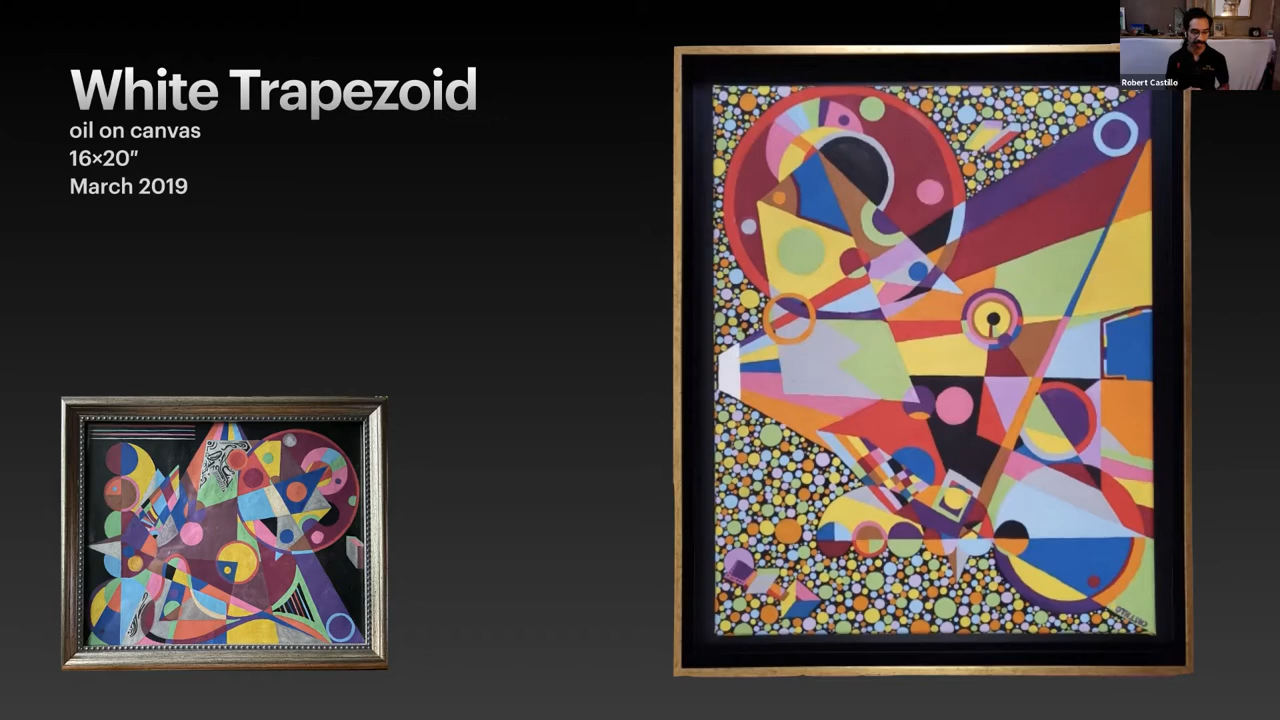 White Trapezoid
oil on canvas
16×20″
March 2019
Robert Castillo